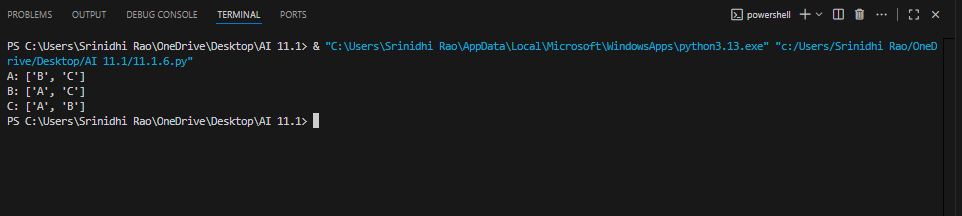 PROBLEMS OUTPUT DEBUG CONSOLE TERMINAL PORTS powershell
PS C:\Users\Srinidhi Rao\OneDrive\Desktop\AI 11.1> & "C:\Users\Srinidhi Rao\AppData\Local\Microsoft\WindowsApps\python3.13.exe" "c:/Users/Srinidhi Rao/OneD
rive/Desktop/AI 11.1/11.1.6.py"
A: ['B', 'C']
B: ['A', 'C']
C: ['A', 'B']
PS C:\Users\Srinidhi Rao\OneDrive\Desktop\AI 11.1>